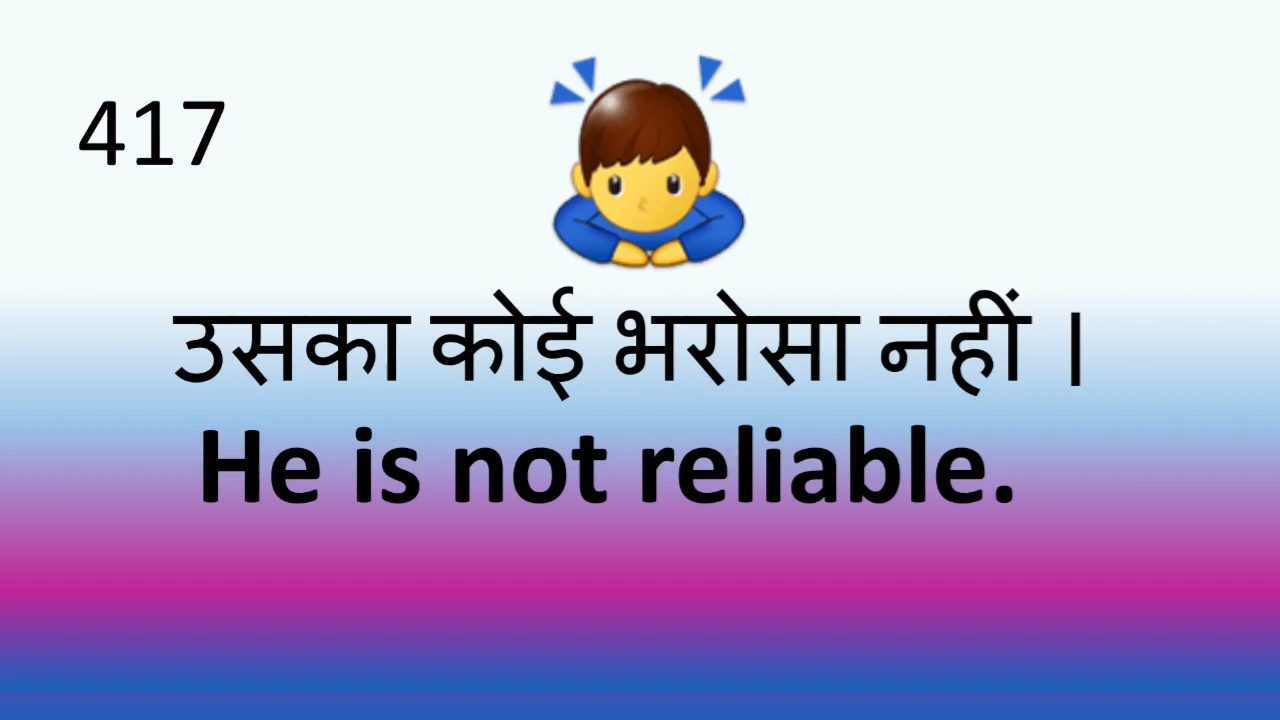 417
उसका कोई भरोसा नहीं ।
He is not reliable.